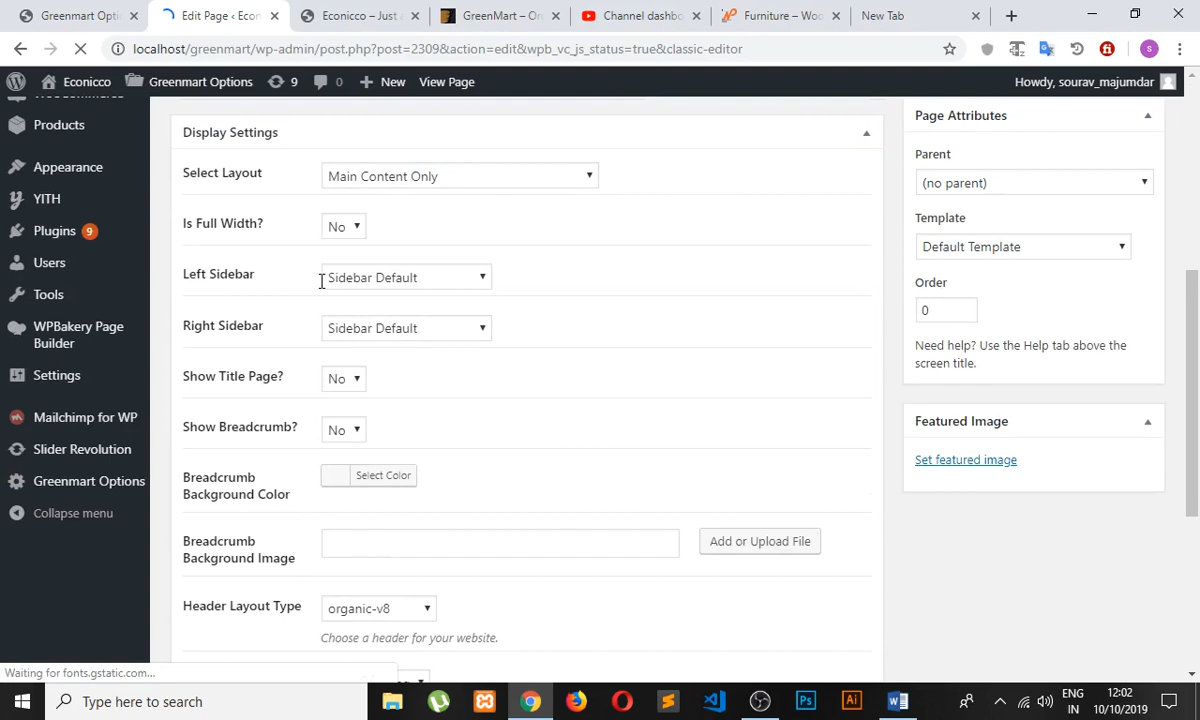 Greenmart Opti
Edit Page ‹ Econ
Econicco – Just A
GreenMart – Or
Channel dashbo
Furniture – Woo
New Tab
localhost/greenmart/wp-admin/post.php?post=2309&action=edit&wpb_vc_js_status=true&classic-editor
S
Econicco
Greenmart Options
9
0
New
View Page
Howdy, sourav_majumdar
Products
Appearance
YITH
Plugins 9
Users
Tools
WPBakery Page
Builder
Settings
Mailchimp for WP
Slider Revolution
Greenmart Options
Collapse menu
Display Settings
Select Layout
Main Content Only
Is Full Width?
No
Left Sidebar
Sidebar Default
Right Sidebar
Sidebar Default
Show Title Page?
No
Show Breadcrumb?
No
Breadcrumb
Background Color
Select Color
Breadcrumb
Background Image
Add or Upload File
Header Layout Type
organic-v8
Choose a header for your website.
Page Attributes
Parent
(no parent)
Template
Default Template
Order
0
Need help? Use the Help tab above the
screen title.
Featured Image
Set featured image
Waiting for fonts.gstatic.com...
Type here to search
Ps
Ai
ENG
IN
12:02
10/10/2019